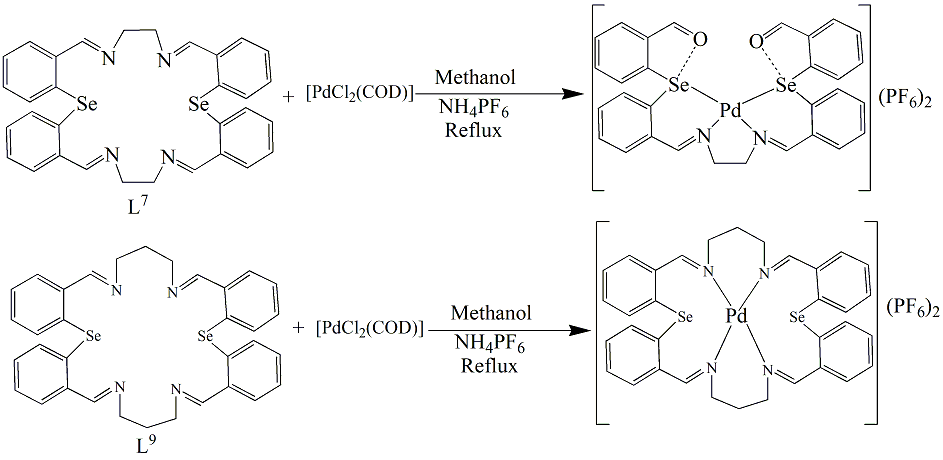 N N
Se Se
N N
L⁷
+ [PdCl₂(COD)]
Methanol
NH₄PF₆
Reflux
O O
Se Se
Pd
N N
(PF₆)₂
N N
Se Se
N N
L⁹
+ [PdCl₂(COD)]
Methanol
NH₄PF₆
Reflux
N N
Se Pd Se
N N
(PF₆)₂